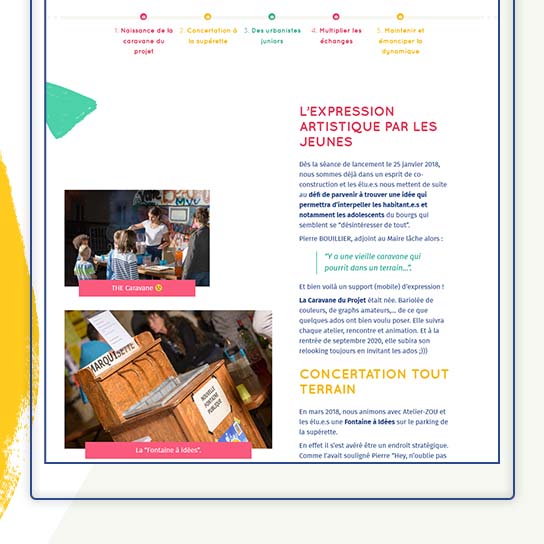 1. Naissance de la
caravane du
projet
2. Concertation à
la supérette
3. Des urbanistes
juniors
4. Multiplier les
échanges
5. Maintenir et
émanciper la
dynamique
L'EXPRESSION
ARTISTIQUE PAR LES
JEUNES
Dès la séance de lancement le 25 janvier 2018,
nous sommes déjà dans un esprit de co-
construction et les élu.e.s nous mettent de suite
au défi de parvenir à trouver une idée qui
permettra d'interpeller les habitant.e.s et
notamment les adolescents du bourgs qui
semblent se "désintéresser de tout".
Pierre BOUILLIER, adjoint au Maire lâche alors :
"Y a une vieille caravane qui
pourrit dans un terrain...".
Et bien voilà un support (mobile) d'expression !
La Caravane du Projet était née. Bariolée de
couleurs, de graphs amateurs,... de ce que
quelques ados ont bien voulu poser. Elle suivra
chaque atelier, rencontre et animation. Et à la
rentrée de septembre 2020, elle subira son
relooking toujours en invitant les ados ;)))
THE Caravane 😉
MARQUISETTE
NOUVELLE
FONTAINE
PUBLIQUE
La "Fontaine à Idées".
CONCERTATION TOUT
TERRAIN
En mars 2018, nous animons avec Atelier-ZOU et
les élu.e.s une Fontaine à Idées sur le parking de
la supérette.
En effet il s'est avéré être un endroit stratégique.
Comme l'avait souligné Pierre "Hey, n'oublie pas